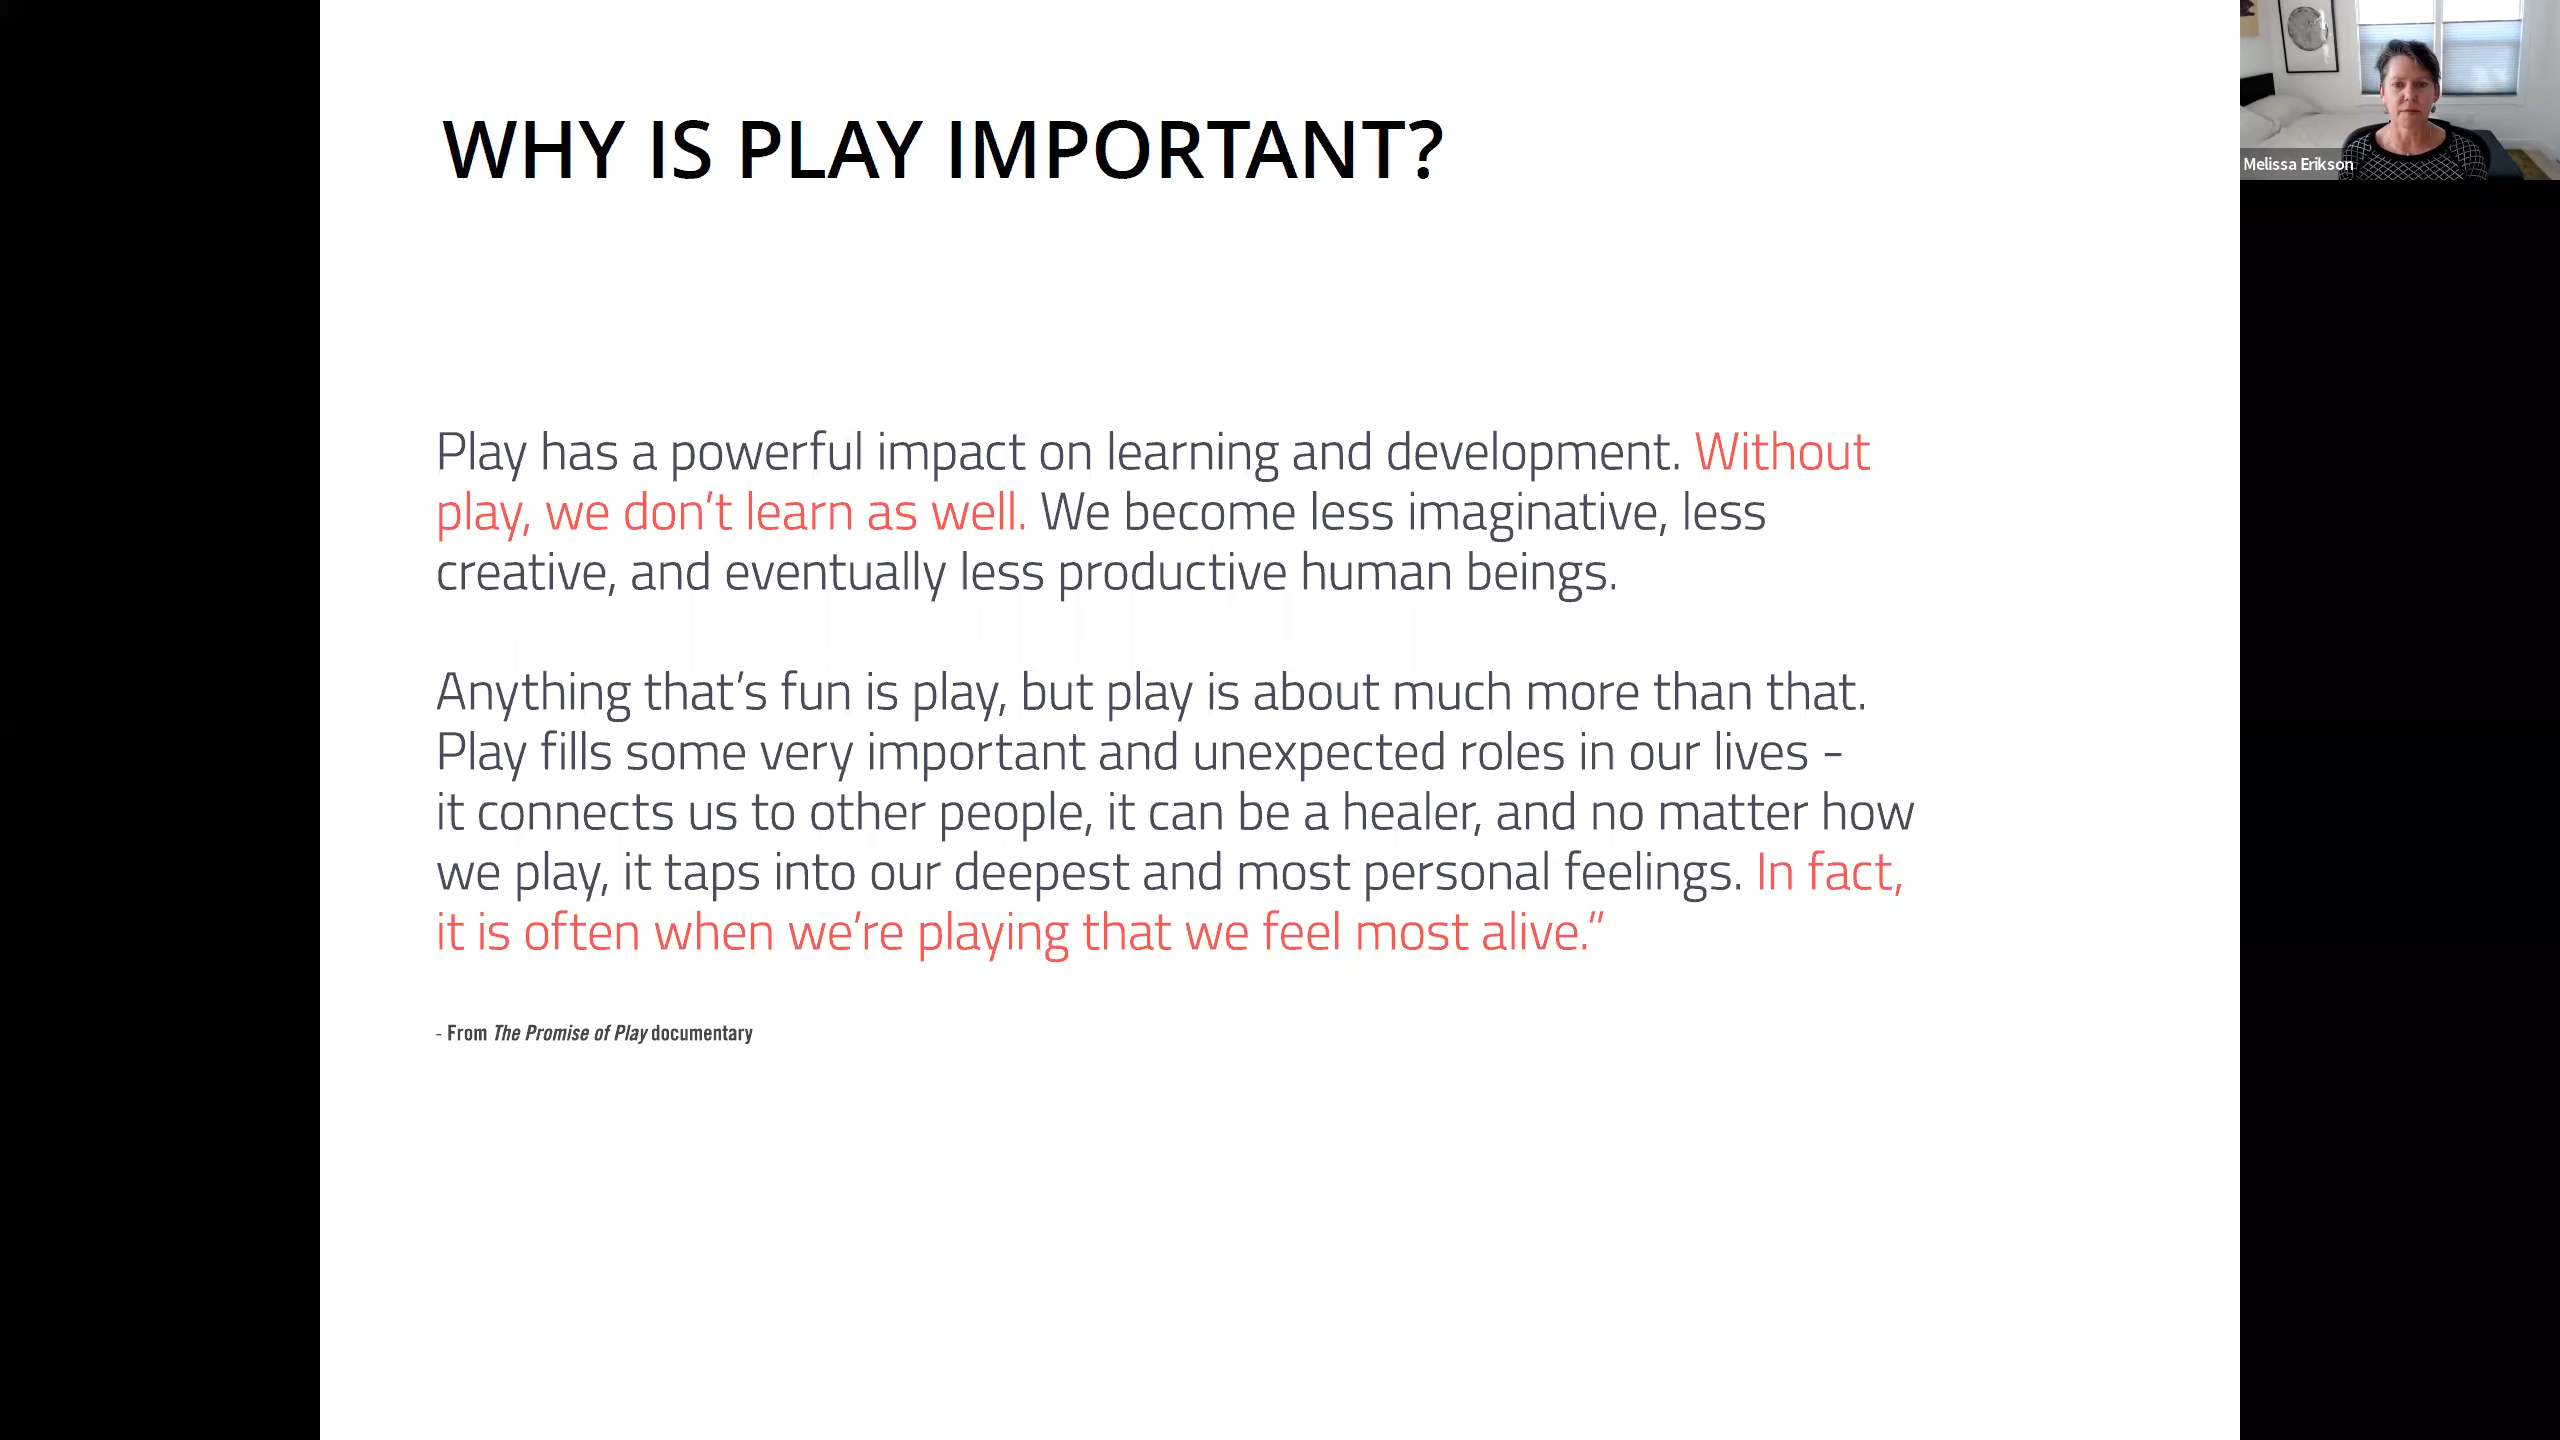 WHY IS PLAY IMPORTANT?
Melissa Erikson
Play has a powerful impact on learning and development. Without
play, we don’t learn as well. We become less imaginative, less
creative, and eventually less productive human beings.
Anything that’s fun is play, but play is about much more than that.
Play fills some very important and unexpected roles in our lives -
it connects us to other people, it can be a healer, and no matter how
we play, it taps into our deepest and most personal feelings. In fact,
it is often when we’re playing that we feel most alive.”
- From The Promise of Play documentary